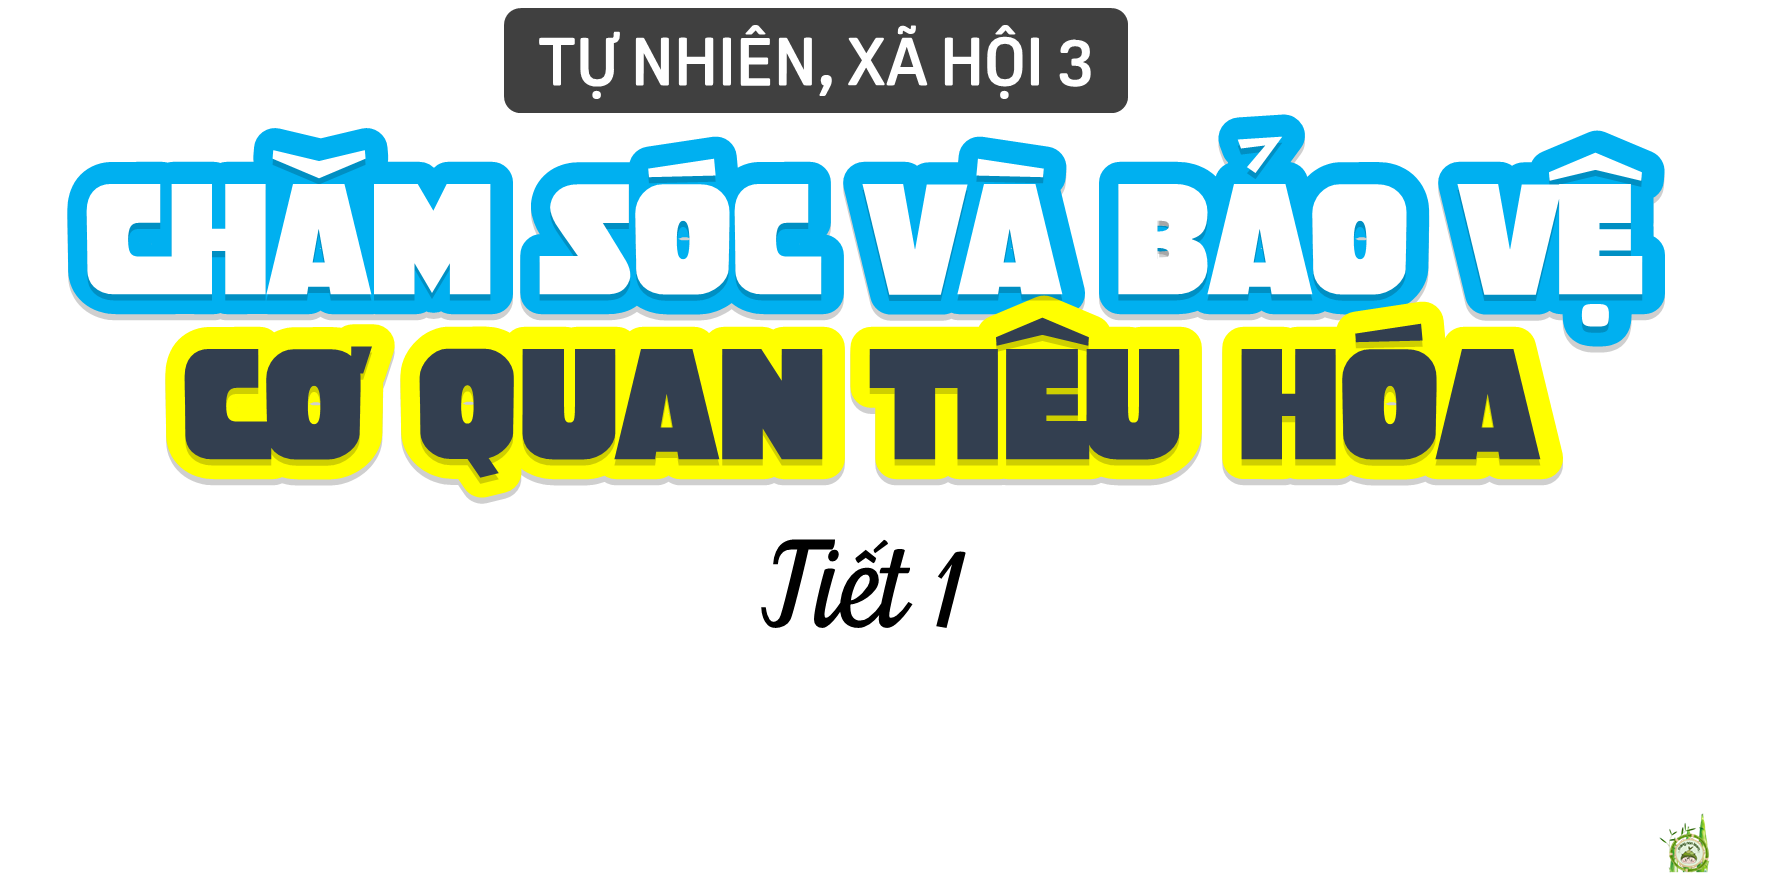 TỰ NHIÊN, XÃ HỘI 3
CHĂM SÓC VÀ BẢO VỆ
CƠ QUAN TIÊU HÓA
Tiết 1